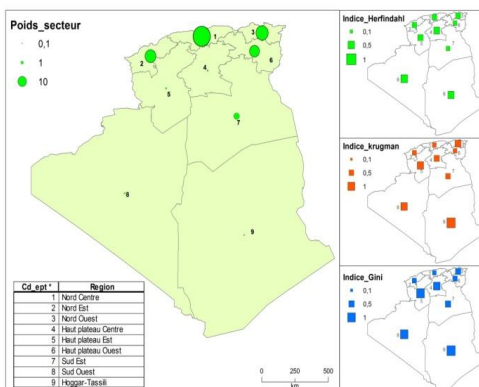 Poids_secteur
0,1
1
10
1
2
3
4
5
6
7
8
9
Cd_ept * Region
1 Nord Centre
2 Nord Est
3 Nord Ouest
4 Haut plateau Centre
5 Haut plateau Est
6 Haut plateau Ouest
7 Sud Est
8 Sud Ouest
9 Hoggar-Tassili
0 250 500
km
Indice_Herfindahl
0,1
0,5
1
Indice_krugman
0,1
0,5
1
Indice_Gini
0,1
0,5
1